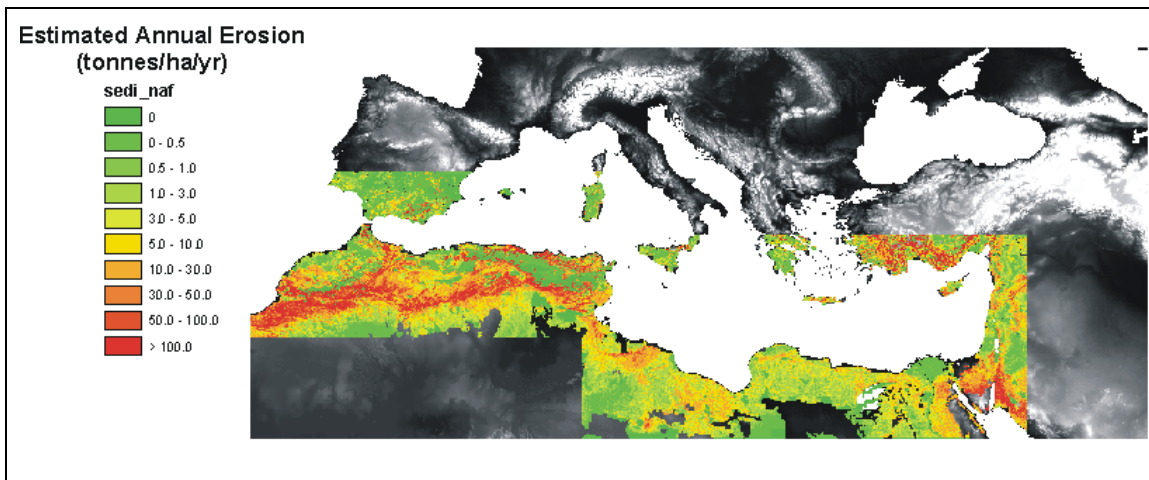 Estimated Annual Erosion
(tonnes/ha/yr)
sedi_naf
0
0 - 0.5
0.5 - 1.0
1.0 - 3.0
3.0 - 5.0
5.0 - 10.0
10.0 - 30.0
30.0 - 50.0
50.0 - 100.0
> 100.0